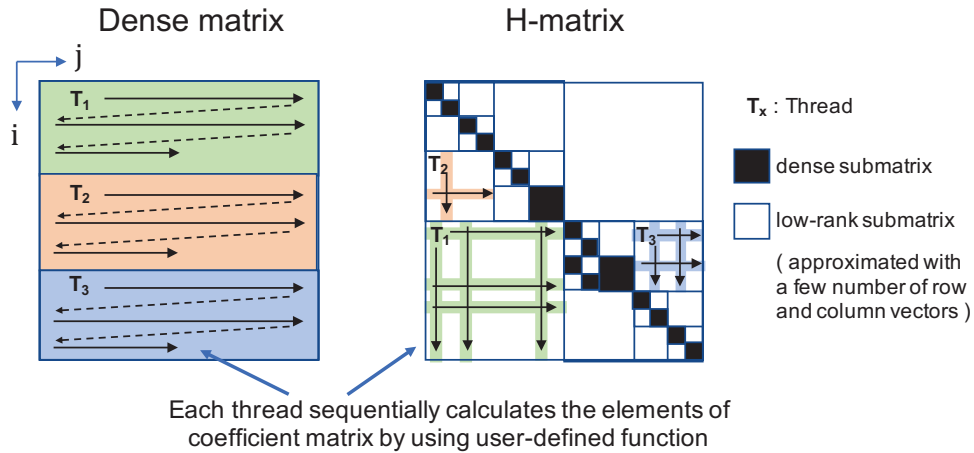 Dense matrix
H-matrix
j
i
T1
T2
T3
T2
T1
T3
Tx : Thread
dense submatrix
low-rank submatrix
( approximated with
a few number of row
and column vectors )
Each thread sequentially calculates the elements of
coefficient matrix by using user-defined function